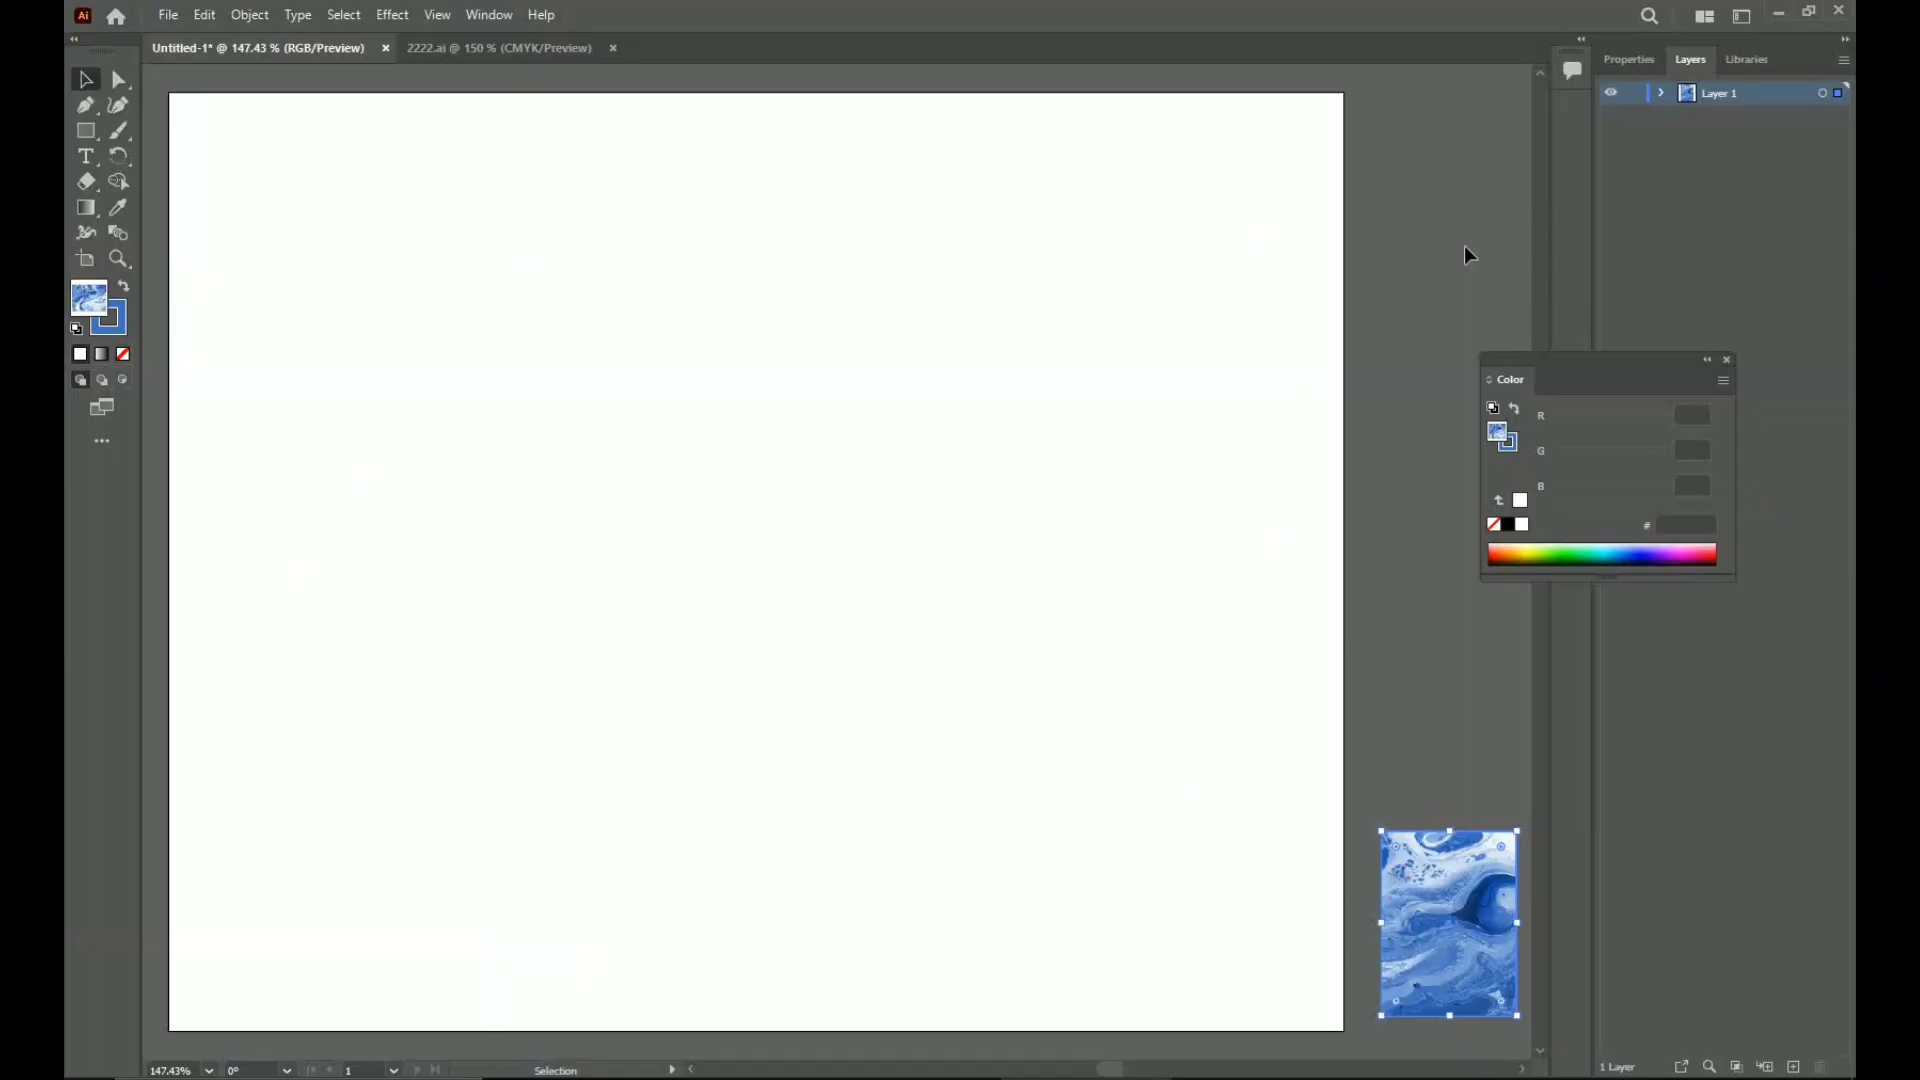 Ai File Edit Object Type Select Effect View Window Help
Untitled-1* @ 147.43 % (RGB/Preview) 2222.ai @ 150 % (CMYK/Preview)
Properties Layers Libraries
Layer 1
Color
R
G
B
#
147.43% 0° 1 Selection
1 Layer